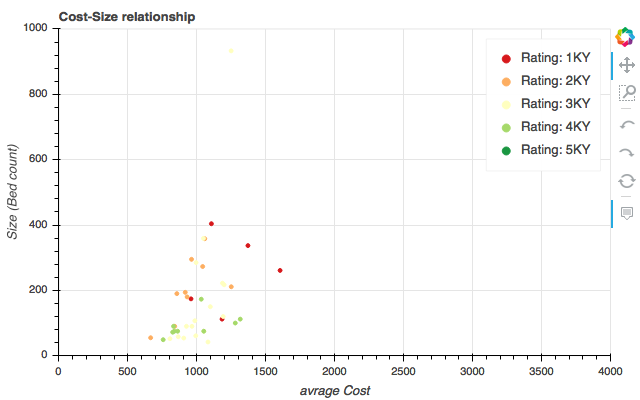 Cost-Size relationship
1000
800
600
400
200
0
Size (Bed count)
Rating: 1KY
Rating: 2KY
Rating: 3KY
Rating: 4KY
Rating: 5KY
0 500 1000 1500 2000 2500 3000 3500 4000
avrage Cost